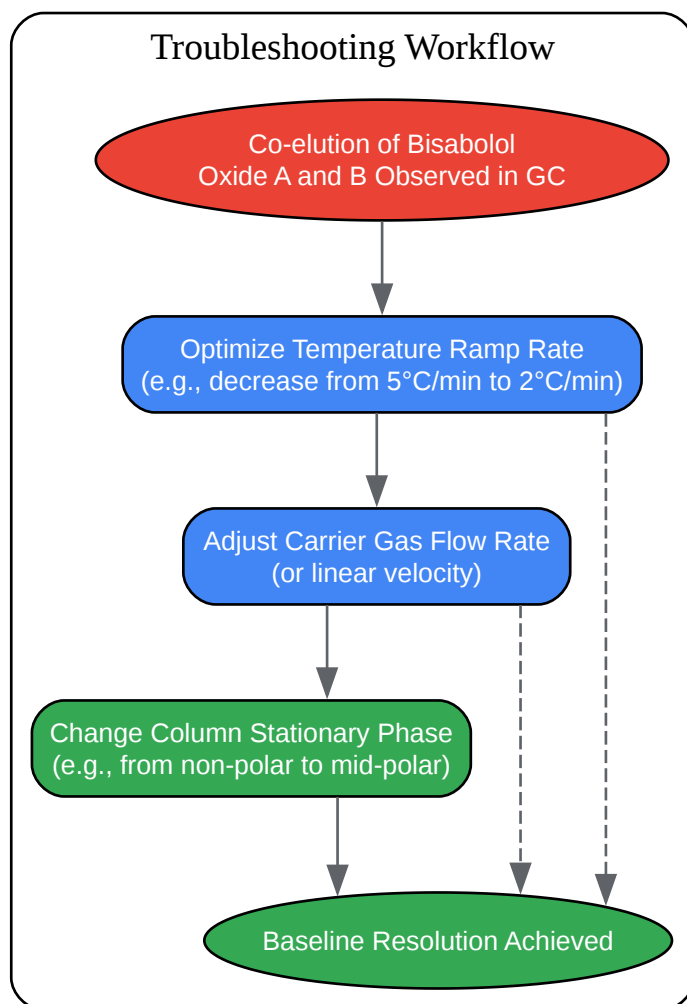 Troubleshooting Workflow
Co-elution of Bisabolol
Oxide A and B Observed in GC
Optimize Temperature Ramp Rate
(e.g., decrease from 5°C/min to 2°C/min)
Adjust Carrier Gas Flow Rate
(or linear velocity)
Change Column Stationary Phase
(e.g., from non-polar to mid-polar)
Baseline Resolution Achieved